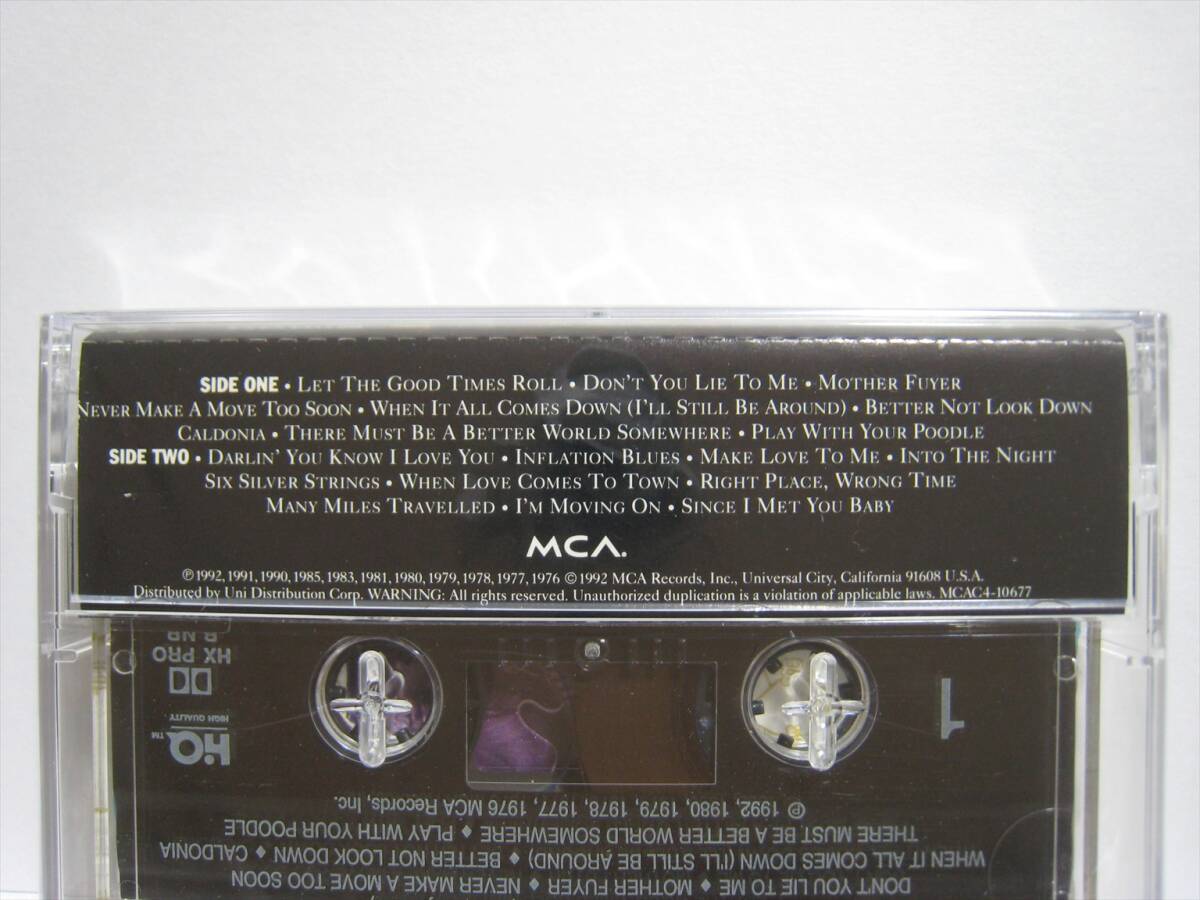 SIDE ONE • LET THE GOOD TIMES ROLL • DON'T YOU LIE TO ME • MOTHER FUYER
NEVER MAKE A MOVE TOO SOON • WHEN IT ALL COMES DOWN (I'LL STILL BE AROUND) • BETTER NOT LOOK DOWN
CALDONIA • THERE MUST BE A BETTER WORLD SOMEWHERE • PLAY WITH YOUR POODLE
SIDE TWO • DARLIN' YOU KNOW I LOVE YOU • INFLATION BLUES • MAKE LOVE TO ME • INTO THE NIGHT
SIX SILVER STRINGS • WHEN LOVE COMES TO TOWN • RIGHT PLACE, WRONG TIME
MANY MILES TRAVELLED • I'M MOVING ON • SINCE I MET YOU BABY
MCA.
℗ 1992, 1991, 1990, 1985, 1983, 1981, 1980, 1979, 1978, 1977, 1976 © 1992 MCA Records, Inc., Universal City, California 91608 U.S.A.
Distributed by Uni Distribution Corp. WARNING: All rights reserved. Unauthorized duplication is a violation of applicable laws. MCAC4-10677
DON'T YOU LIE TO ME ♦ MOTHER FUYER ♦ NEVER MAKE A MOVE TOO SOON
WHEN IT ALL COMES DOWN (I'LL STILL BE AROUND) ♦ BETTER NOT LOOK DOWN ♦ CALDONIA
THERE MUST BE A BETTER WORLD SOMEWHERE ♦ PLAY WITH YOUR POODLE
℗ 1992, 1980, 1979, 1978, 1977, 1976 MCA Records, Inc.
1
HiQ™
HIGH QUALITY
HX PRO
B NR